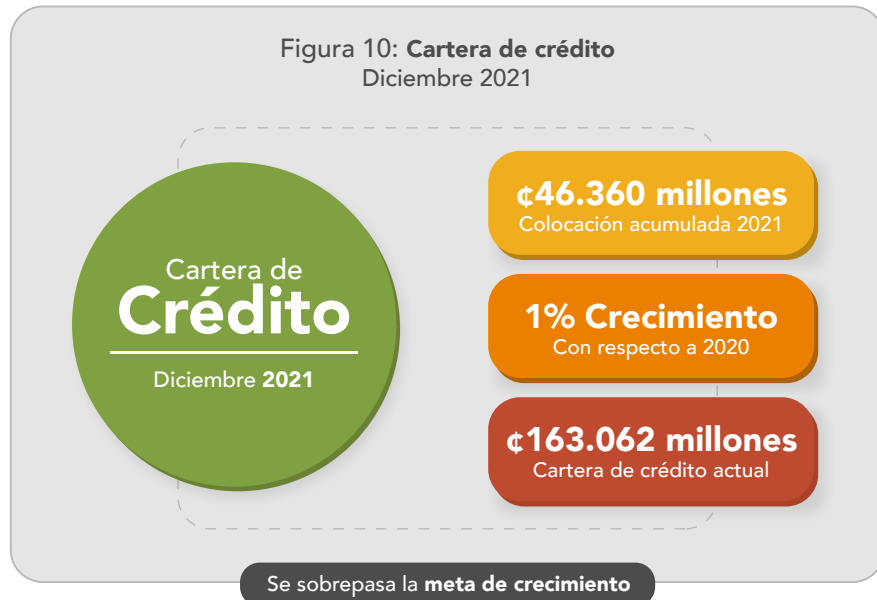 Figura 10: Cartera de crédito
Diciembre 2021
Cartera de
Crédito
Diciembre 2021
¢46.360 millones
Colocación acumulada 2021
1% Crecimiento
Con respecto a 2020
¢163.062 millones
Cartera de crédito actual
Se sobrepasa la meta de crecimiento